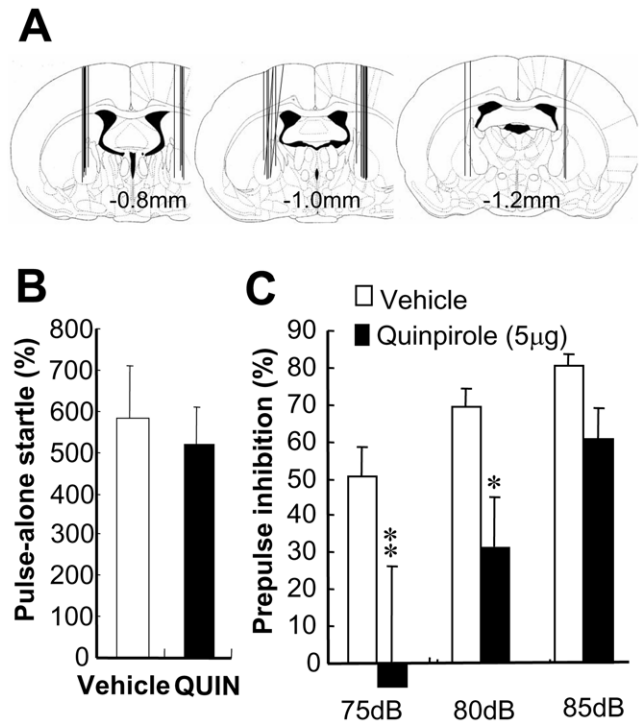 A
-0.8mm
-1.0mm
-1.2mm
B
Pulse-alone startle (%)
800
700
600
500
400
300
200
100
0
Vehicle QUIN
C
Vehicle
Quinpirole (5μg)
Prepulse inhibition (%)
90
80
70
60
50
40
30
20
10
0
**
*
75dB 80dB 85dB